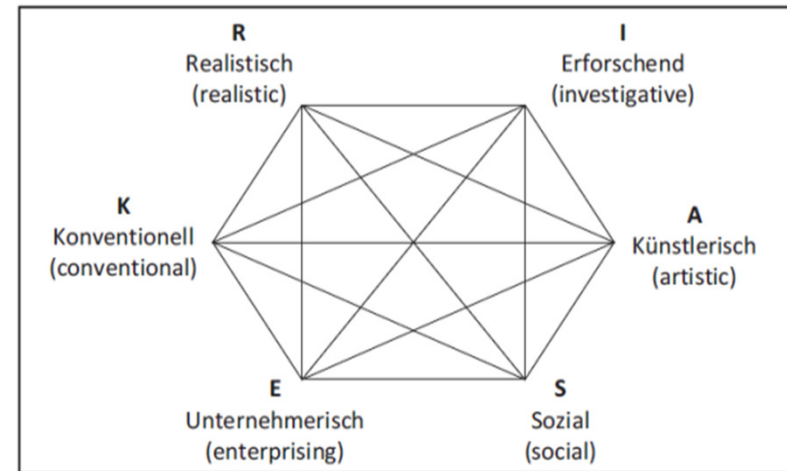 R
Realistisch
(realistic)
I
Erforschend
(investigative)
K
Konventionell
(conventional)
A
Künstlerisch
(artistic)
E
Unternehmerisch
(enterprising)
S
Sozial
(social)